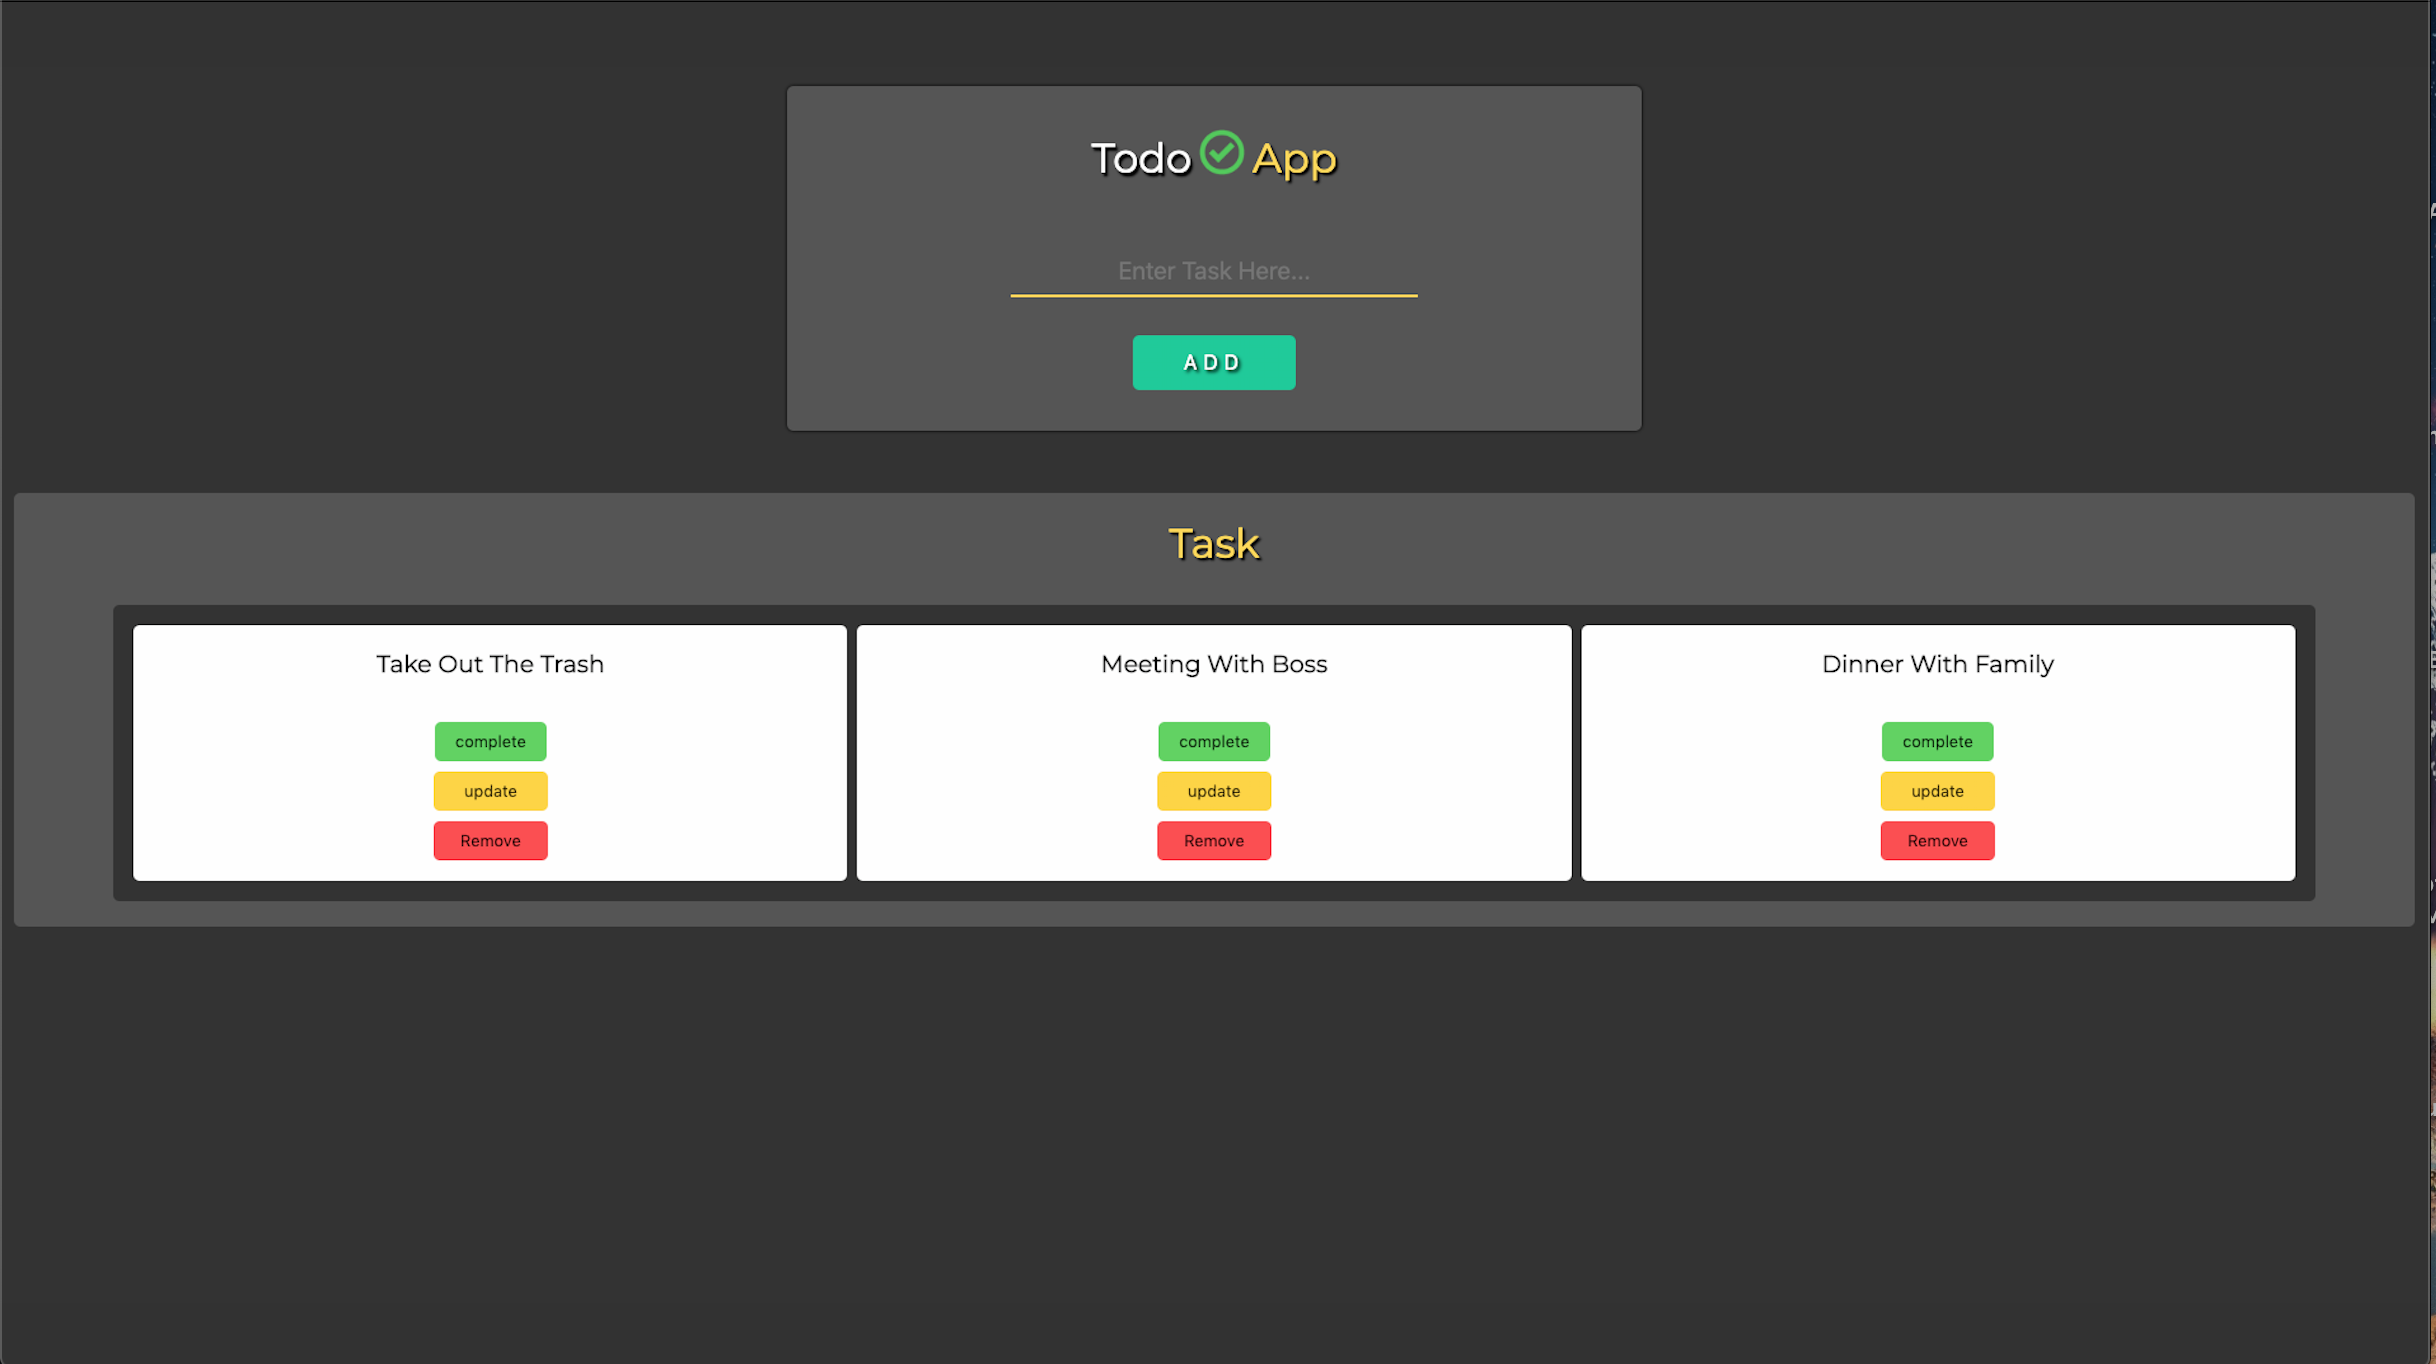 Todo App
Enter Task Here...
ADD
Task
Take Out The Trash
complete
update
Remove
Meeting With Boss
complete
update
Remove
Dinner With Family
complete
update
Remove